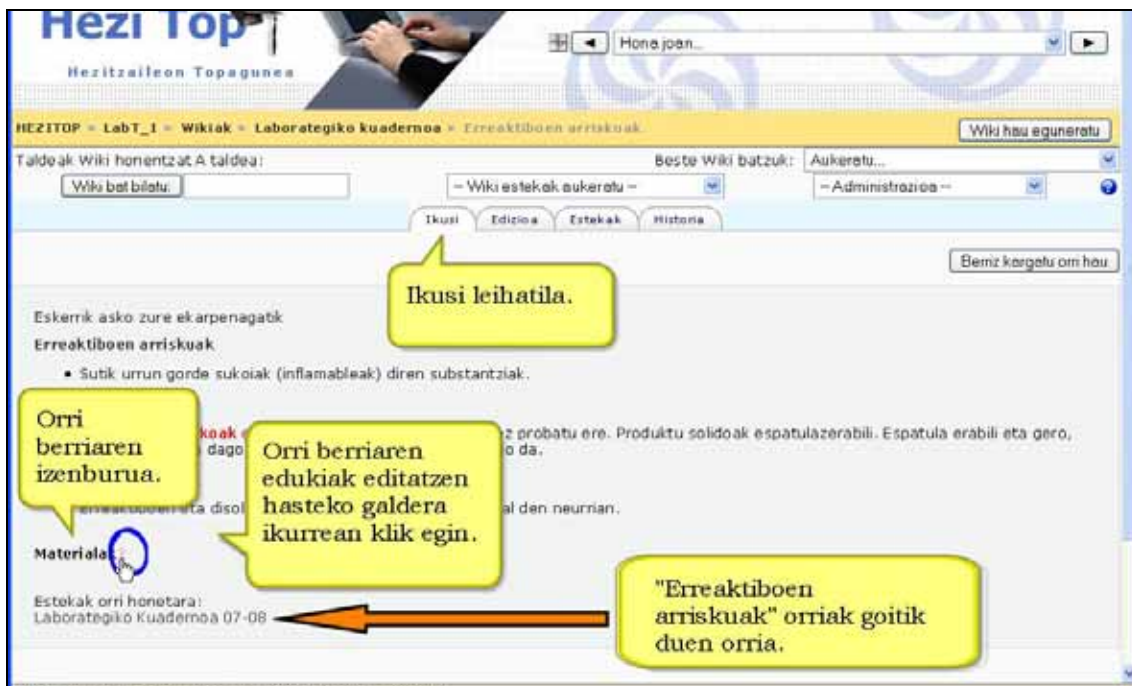 Hezi Top
Hezitzaileon Topagunea
Hona joan...
HEZITOP » LabT_1 » Wikiak » Laborategiko kuadernoa » Erreaktiboen arriskuak
Wiki hau eguneratu
Taldeak Wiki honentzat A taldea:
Beste Wiki batzuk: Aukeratu...
Wiki bat bilatu:
-- Wiki estekak aukeratu --
-- Administrazioa --
Ikusi Edizioa Estekak Historia
Berriz kargatu orri hau
Ikusi leihatila.
Eskerrik asko zure ekarpenagatik
Erreaktiboen arriskuak
• Sutik urrun gorde sukoiak (inflamableak) diren substantziak.
Orri
berriaren
izenburua.
koak
z probatu ere. Produktu solidoak espatulazerabili. Espatula erabili eta gero,
dago
o da.
Orri berriaren
edukiak editatzen
hasteko galdera
ikurrean klik egin.
Erreaktiboen eta disol
al den neurrian.
Materiala
Estekak orri honetara:
Laborategiko Kuadernoa 07-08
"Erreaktiboen
arriskuak" orriak goitik
duen orria.